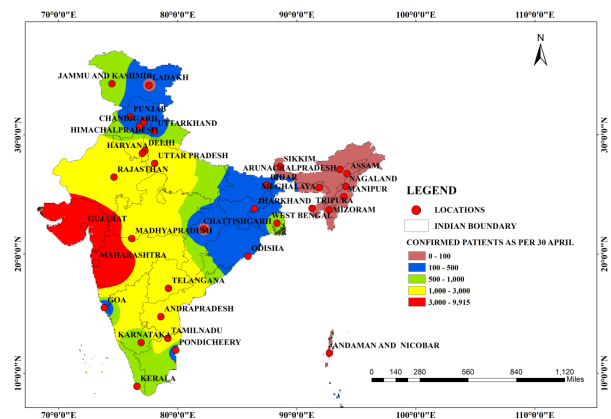 70°0'0"E 80°0'0"E 90°0'0"E 100°0'0"E 110°0'0"E
N
JAMMU AND KASHMIR LADAKH
PUNJAB
CHANDIGARH
UTTARKHAND
HIMACHALPRADESH
30°0'0"N 30°0'0"N
DELHI
HARYANA
UTTAR PRADESH
RAJASTHAN
SIKKIM
ARUNACHALPRADESH ASSAM
BIHAR NAGALAND
MEGHALAYA MANIPUR
JHARKHAND TRIPURA
MIZORAM
WEST BENGAL
GUJARAT
CHATTISHGARH
MADHYAPRADESH
ODISHA
MAHARASHTRA
20°0'0"N 20°0'0"N
TELANGANA
GOA
ANDRAPRADESH
TAMILNADU
KARNATAKA
PONDICHEERY
KERALA
ANDAMAN AND NICOBAR
10°0'0"N 10°0'0"N
LEGEND
LOCATIONS
INDIAN BOUNDARY
CONFIRMED PATIENTS AS PER 30 APRIL
0 - 100
100 - 500
500 - 1,000
1,000 - 3,000
3,000 - 9,915
0 140 280 560 840 1,120
Miles
70°0'0"E 80°0'0"E 90°0'0"E 100°0'0"E 110°0'0"E